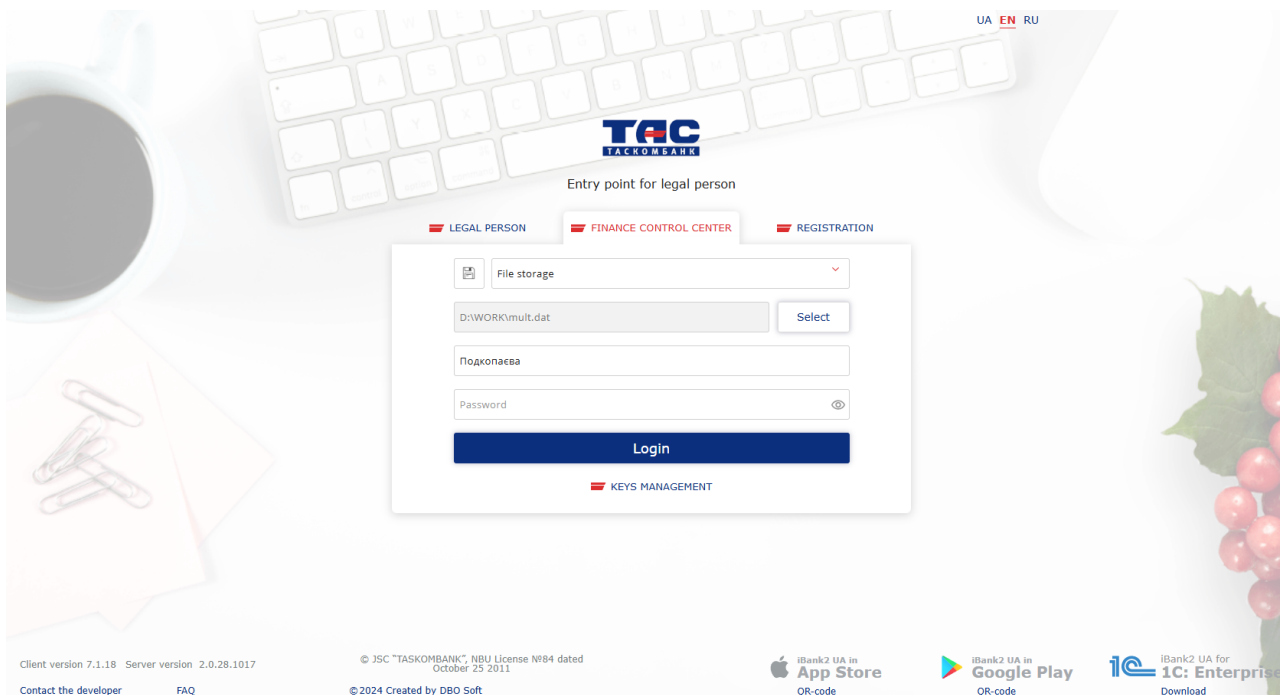 UA EN RU
ТАС
ТАСКОМБАНК
Entry point for legal person
LEGAL PERSON
FINANCE CONTROL CENTER
REGISTRATION
File storage
D:\WORK\mult.dat
Select
Подкопаєва
Password
Login
KEYS MANAGEMENT
Client version 7.1.18 Server version 2.0.28.1017
© JSC "TASKOMBANK", NBU License №84 dated
October 25 2011
iBank2 UA in
App Store
iBank2 UA in
Google Play
iBank2 UA for
1C: Enterprise
Contact the developer
FAQ
©2024 Created by DBO Soft
QR-code
QR-code
Download